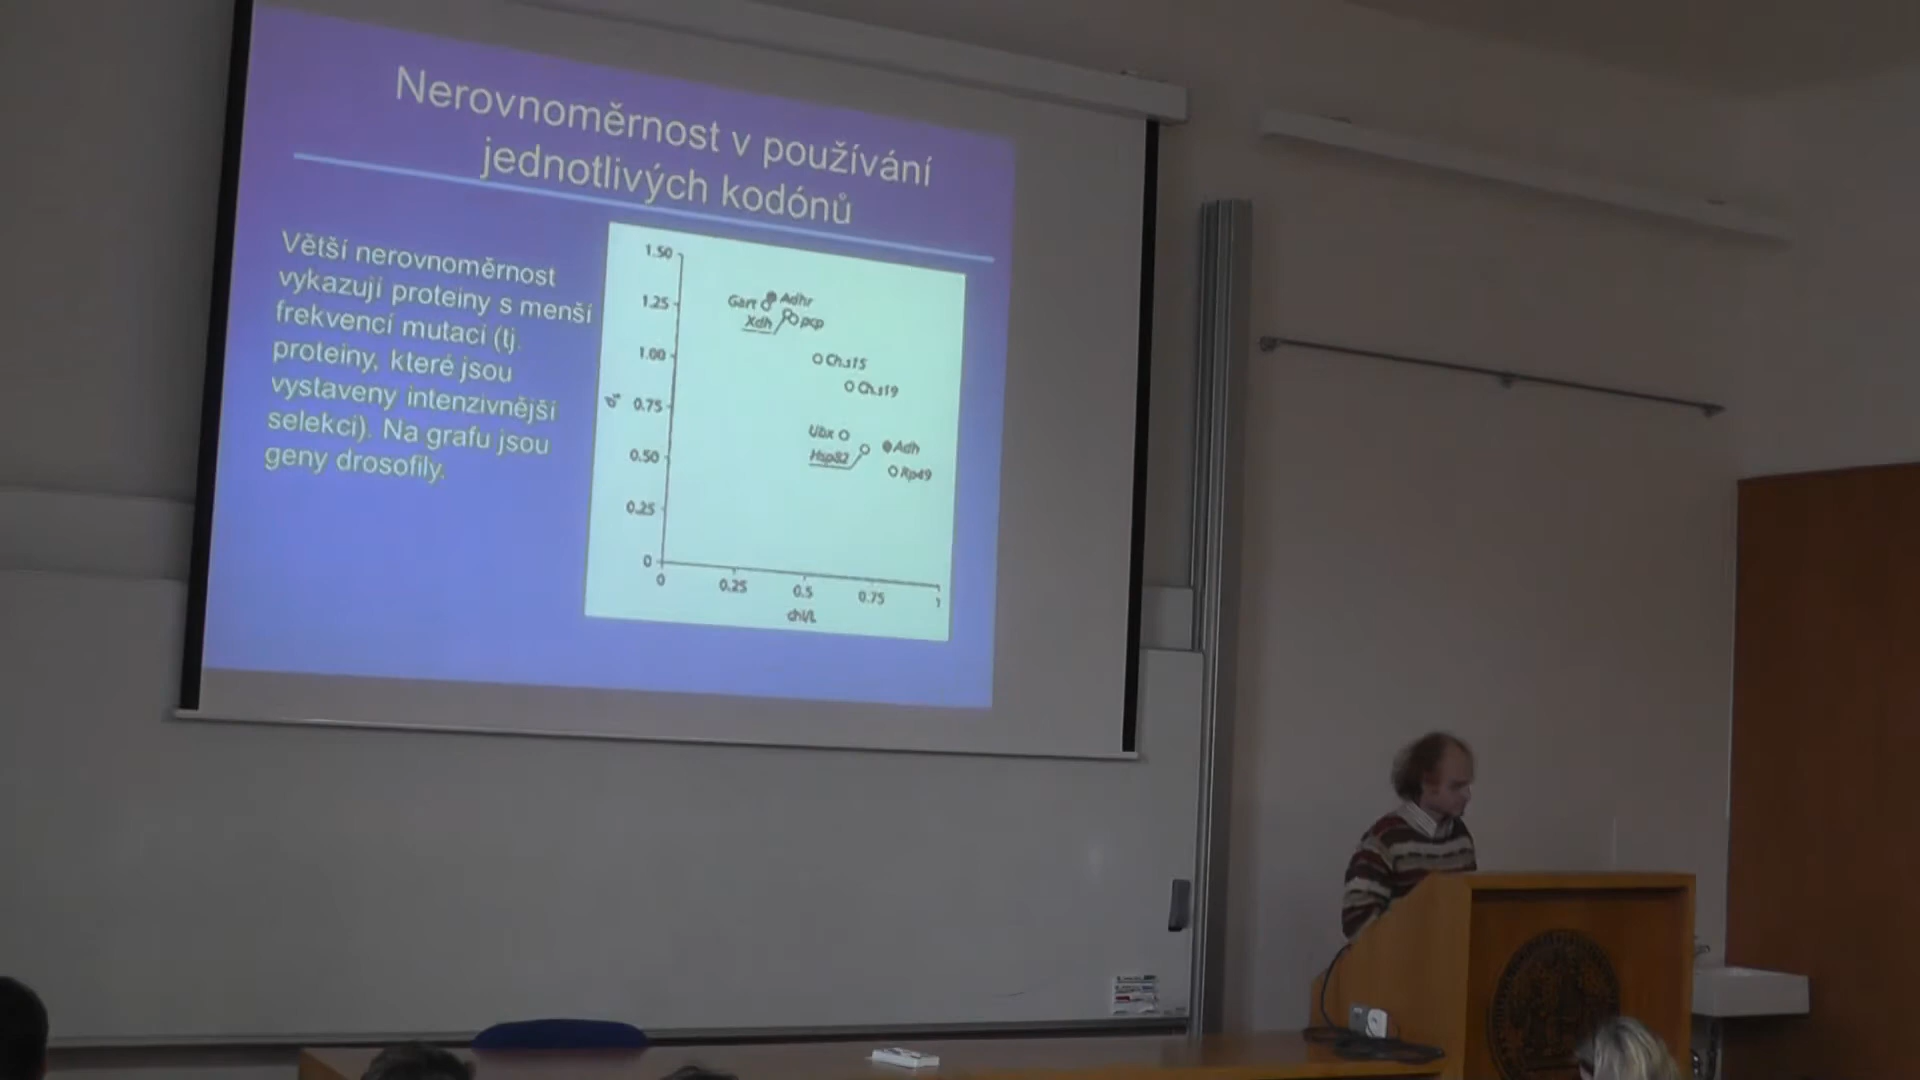 Nerovnoměrnost v používání
jednotlivých kodónů
Větší nerovnoměrnost
vykazují proteiny s menší
frekvencí mutací (tj.
proteiny, které jsou
vystaveny intenzivnější
selekci). Na grafu jsou
geny drosofily.
1.50
1.25
1.00
0.75
0.50
0.25
0
0
0.25
0.5
0.75
1
chi/L
Gart
Adhr
Xdh
pcp
Ch.s15
Ch.s19
Ubx
Adh
Hsp82
Rp49